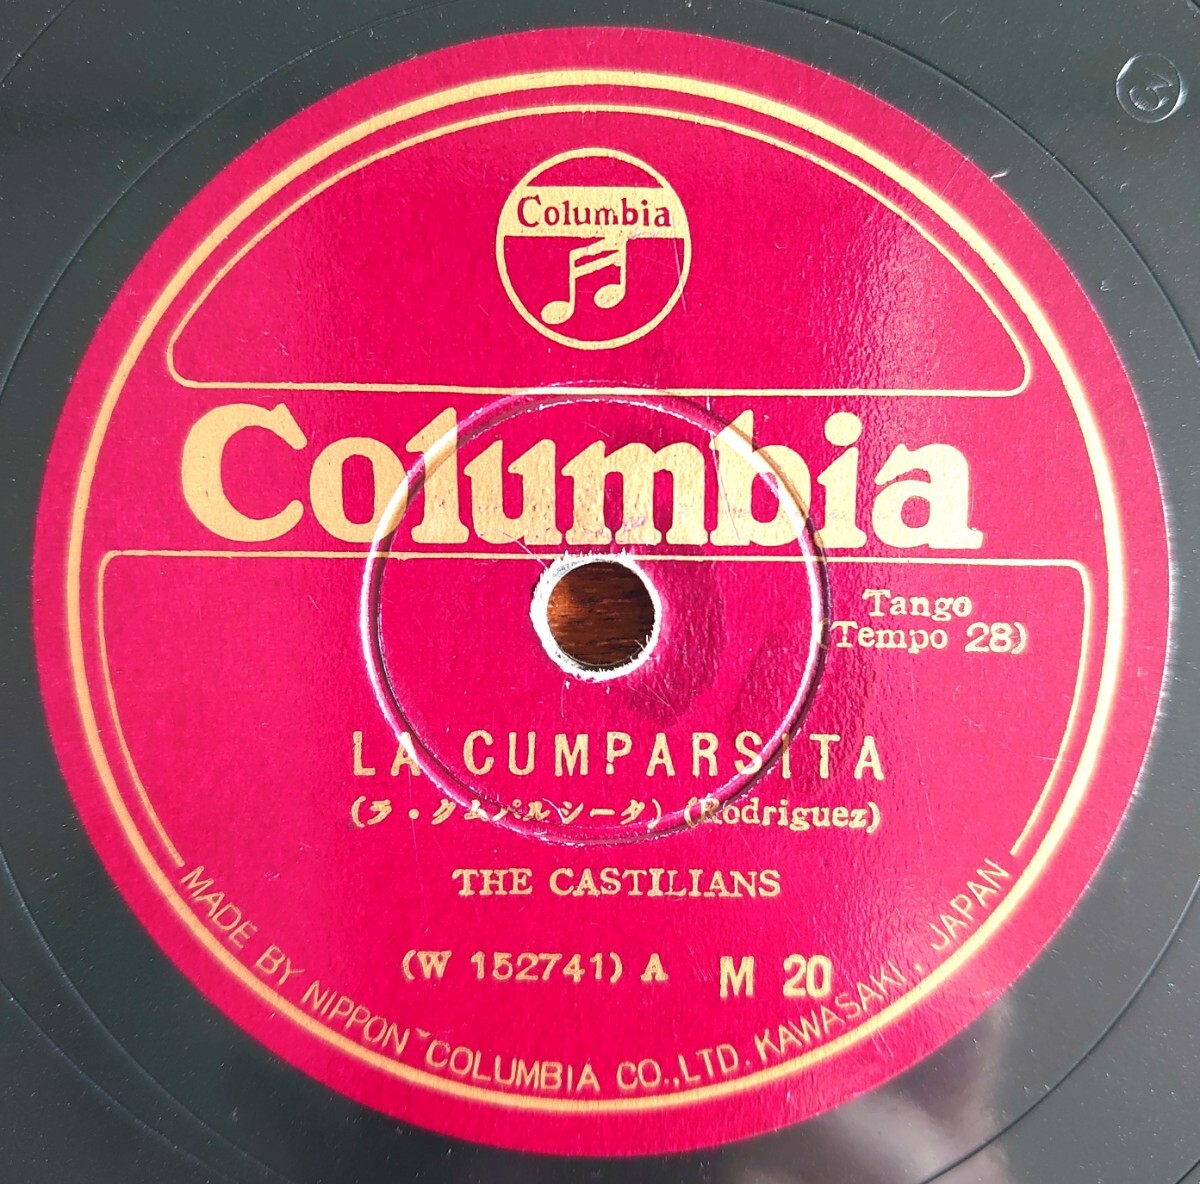 Columbia
Columbia
Tango
(Tempo 28)
LA CUMPARSITA
(ラ・クムパルシータ) (Rodriguez)
THE CASTILIANS
(W 152741) A M 20
MADE BY NIPPON COLUMBIA CO., LTD. KAWASAKI, JAPAN